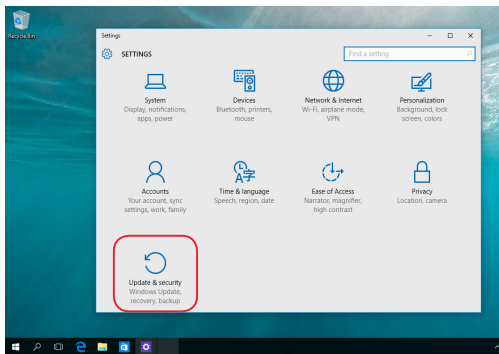 Recycle Bin
Settings
SETTINGS
Find a setting
System
Display, notifications,
apps, power
Devices
Bluetooth, printers,
mouse
Network & Internet
Wi-Fi, airplane mode,
VPN
Personalization
Background, lock
screen, colors
Accounts
Your account, sync
settings, work, family
Time & language
Speech, region, date
Ease of Access
Narrator, magnifier,
high contrast
Privacy
Location, camera
Update & security
Windows Update,
recovery, backup